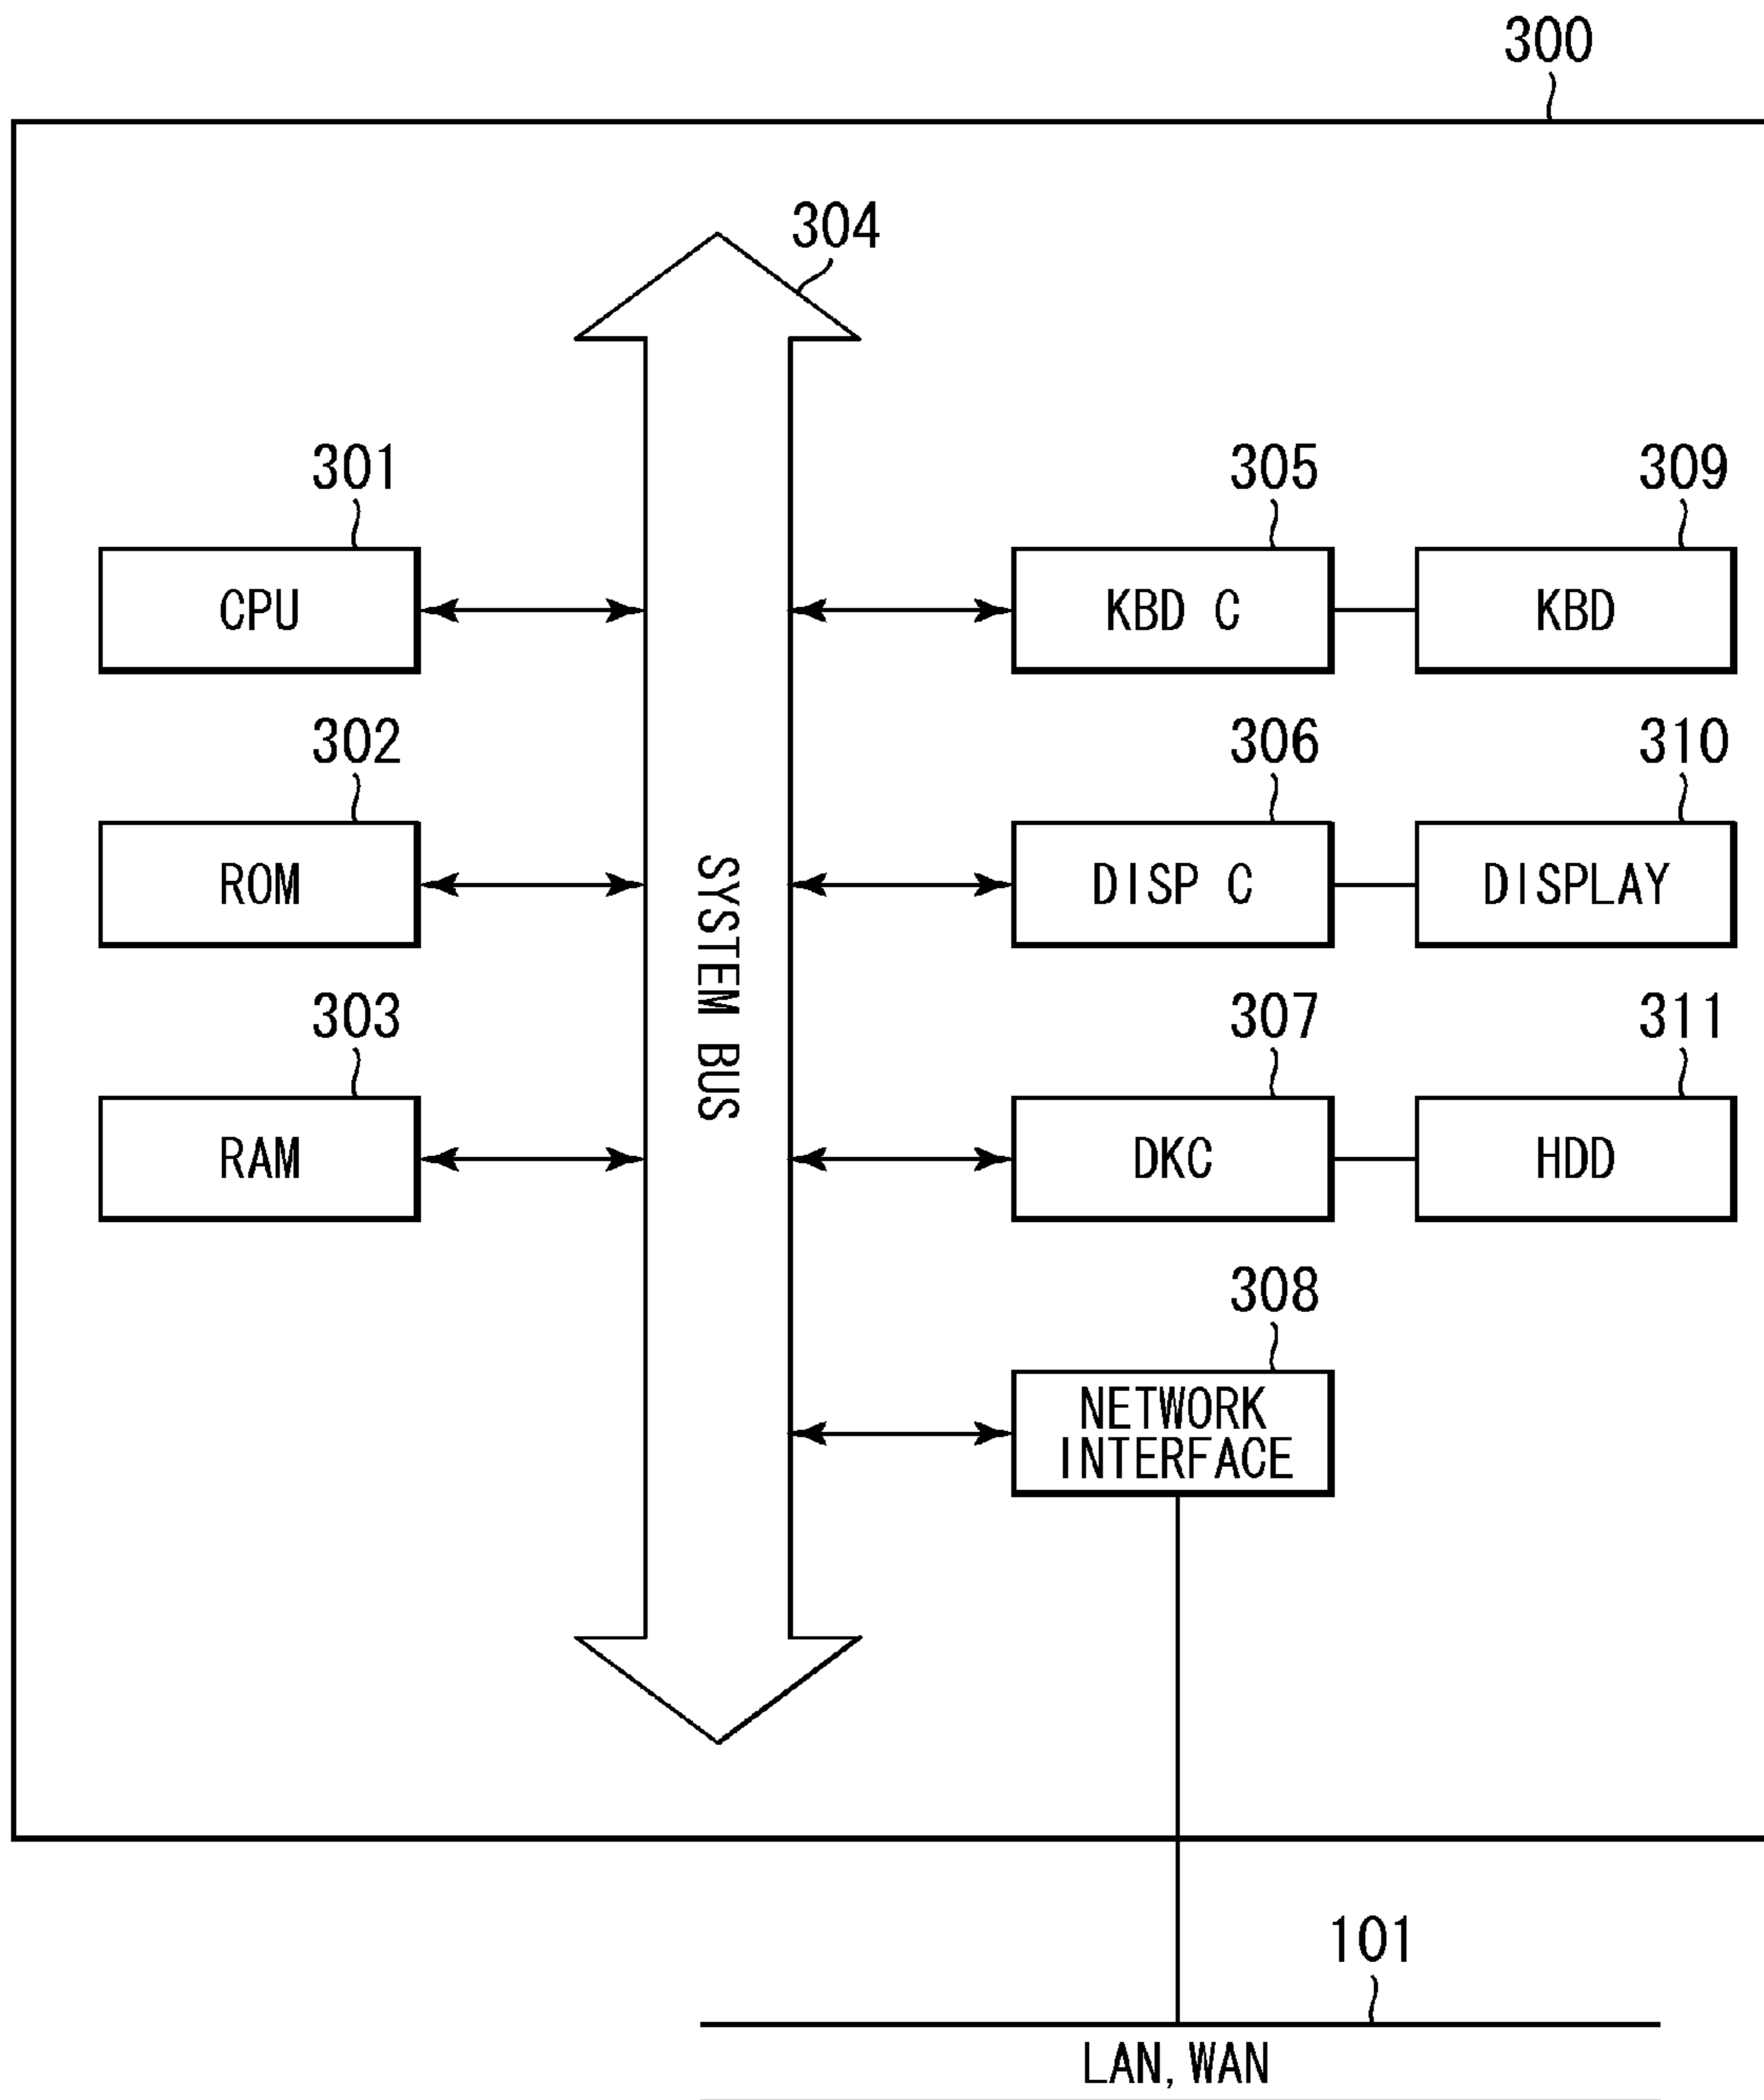 300
304
301
305
309
CPU
KBD C
KBD
302
306
310
ROM
DISP C
DISPLAY
SYSTEM BUS
303
307
311
RAM
DKC
HDD
308
NETWORK
INTERFACE
101
LAN, WAN